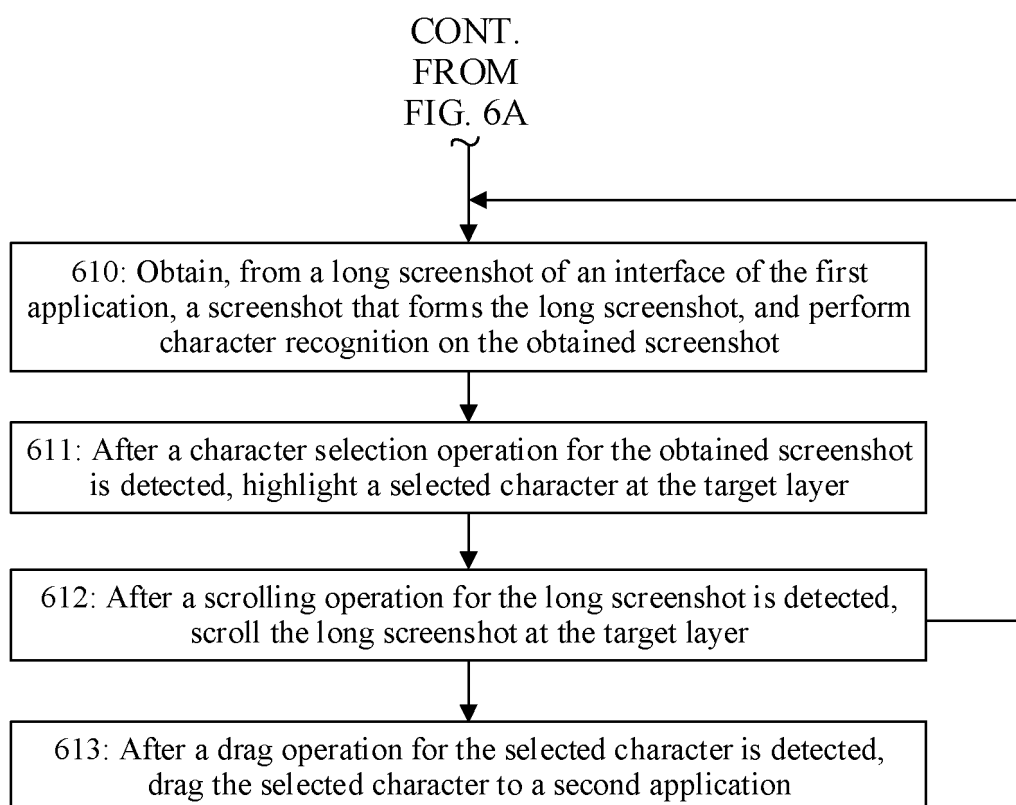 CONT.
FROM
FIG. 6A
610: Obtain, from a long screenshot of an interface of the first
application, a screenshot that forms the long screenshot, and perform
character recognition on the obtained screenshot
611: After a character selection operation for the obtained screenshot
is detected, highlight a selected character at the target layer
612: After a scrolling operation for the long screenshot is detected,
scroll the long screenshot at the target layer
613: After a drag operation for the selected character is detected,
drag the selected character to a second application